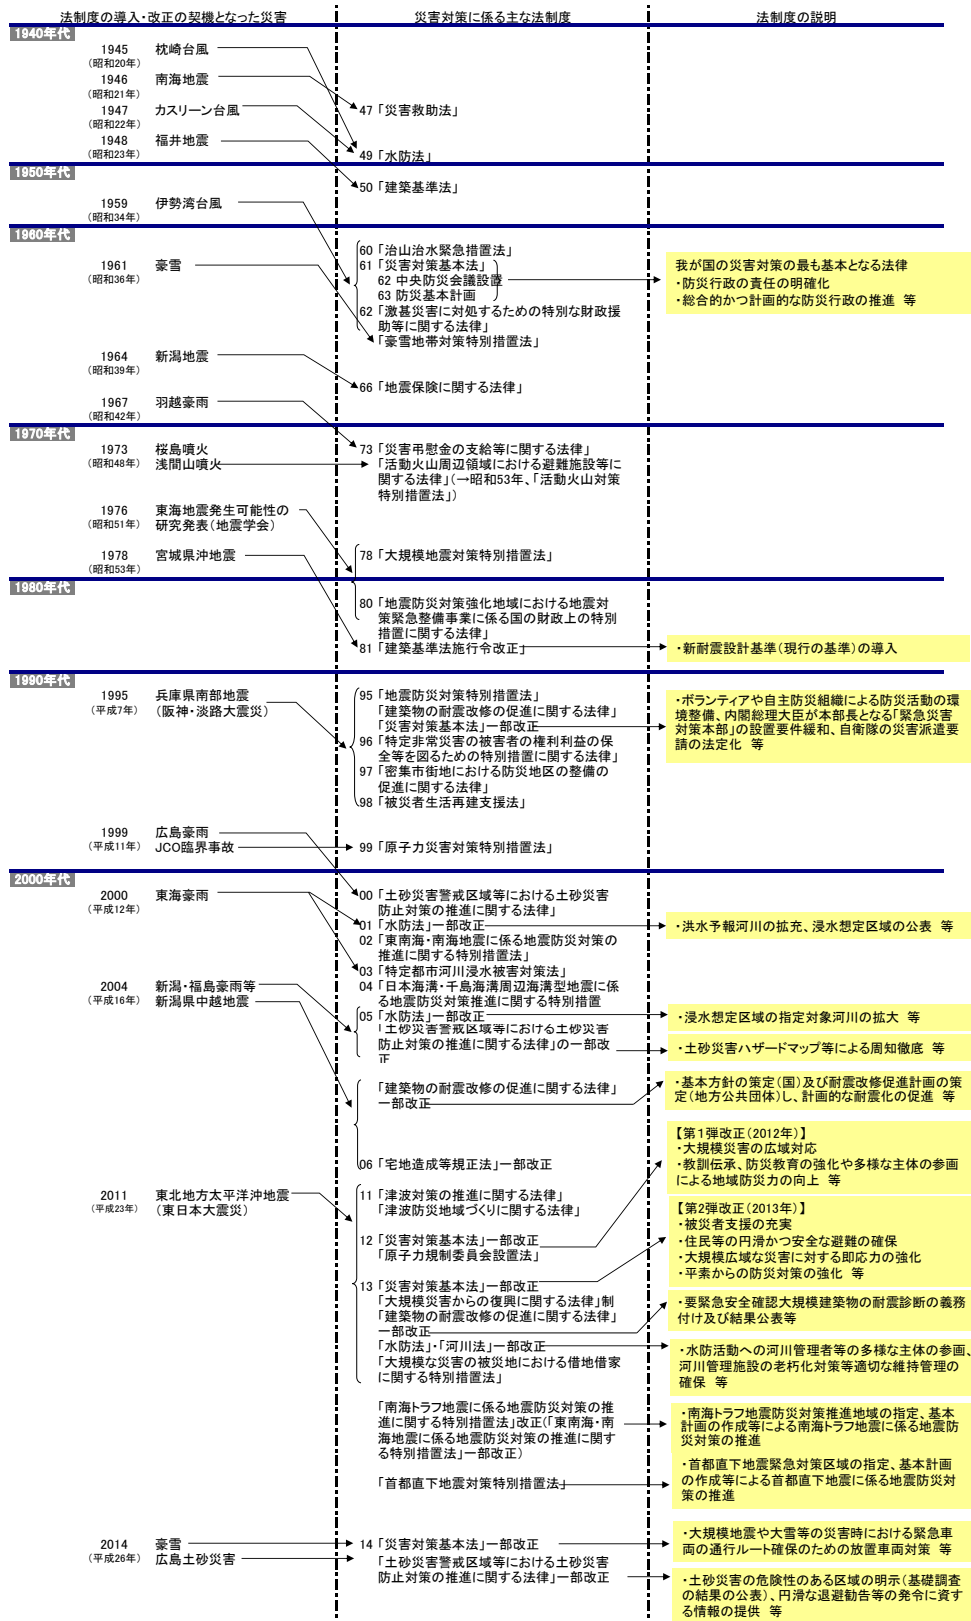 法制度の導入・改正の契機となった災害
災害対策に係る主な法制度
法制度の説明
1940年代
1945 枕崎台風
(昭和20年)
1946 南海地震
(昭和21年)
1947 カスリーン台風
(昭和22年)
47「災害救助法」
1948 福井地震
(昭和23年)
49「水防法」
1950年代
50「建築基準法」
1959 伊勢湾台風
(昭和34年)
1960年代
60「治山治水緊急措置法」
1961 豪雪
(昭和36年)
61「災害対策基本法」
62 中央防災会議設置
63 防災基本計画
我が国の災害対策の最も基本となる法律
・防災行政の責任の明確化
・総合的かつ計画的な防災行政の推進 等
62「激甚災害に対処するための特別な財政援
助等に関する法律」
「豪雪地帯対策特別措置法」
1964 新潟地震
(昭和39年)
66「地震保険に関する法律」
1967 羽越豪雨
(昭和42年)
1970年代
1973 桜島噴火
(昭和48年) 浅間山噴火
73「災害弔慰金の支給等に関する法律」
「活動火山周辺領域における避難施設等に
関する法律」(→昭和53年、「活動火山対策
特別措置法」)
1976 東海地震発生可能性の
(昭和51年) 研究発表(地震学会)
1978 宮城県沖地震
(昭和53年)
78「大規模地震対策特別措置法」
1980年代
80「地震防災対策強化地域における地震対
策緊急整備事業に係る国の財政上の特別
措置に関する法律」
81「建築基準法施行令改正」
・新耐震設計基準(現行の基準)の導入
1990年代
1995 兵庫県南部地震
(平成7年) (阪神・淡路大震災)
95「地震防災対策特別措置法」
「建築物の耐震改修の促進に関する法律」
「災害対策基本法」一部改正
・ボランティアや自主防災組織による防災活動の環
境整備、内閣総理大臣が本部長となる「緊急災害
対策本部」の設置要件緩和、自衛隊の災害派遣要
請の法定化 等
96「特定非常災害の被害者の権利利益の保
全等を図るための特別措置に関する法律」
97「密集市街地における防災地区の整備の
促進に関する法律」
98「被災者生活再建支援法」
1999 広島豪雨
(平成11年) JCO臨界事故
99「原子力災害対策特別措置法」
2000年代
2000 東海豪雨
(平成12年)
00「土砂災害警戒区域等における土砂災害
防止対策の推進に関する法律」
01「水防法」一部改正
・洪水予報河川の拡充、浸水想定区域の公表 等
02「東南海・南海地震に係る地震防災対策の
推進に関する特別措置法」
03「特定都市河川浸水被害対策法」
2004 新潟・福島豪雨等
(平成16年) 新潟県中越地震
04「日本海溝・千島海溝周辺海溝型地震に係
る地震防災対策推進に関する特別措置
05「水防法」一部改正
・浸水想定区域の指定対象河川の拡大 等
「土砂災害警戒区域等における土砂災害
防止対策の推進に関する法律」の一部改
正
・土砂災害ハザードマップ等による周知徹底 等
「建築物の耐震改修の促進に関する法律」
一部改正
・基本方針の策定(国)及び耐震改修促進計画の策
定(地方公共団体)し、計画的な耐震化の促進 等
06「宅地造成等規正法」一部改正
【第1弾改正(2012年)】
・大規模災害の広域対応
・教訓伝承、防災教育の強化や多様な主体の参画
による地域防災力の向上 等
2011 東北地方太平洋沖地震
(平成23年) (東日本大震災)
11「津波対策の推進に関する法律」
「津波防災地域づくりに関する法律」
12「災害対策基本法」一部改正
「原子力規制委員会設置法」
【第2弾改正(2013年)】
・被災者支援の充実
・住民等の円滑かつ安全な避難の確保
・大規模広域な災害に対する即応力の強化
・平素からの防災対策の強化 等
13「災害対策基本法」一部改正
「大規模災害からの復興に関する法律」制
「建築物の耐震改修の促進に関する法律」
一部改正
・要緊急安全確認大規模建築物の耐震診断の義務
付け及び結果公表等
「水防法」・「河川法」一部改正
「大規模な災害の被災地における借地借家
に関する特別措置法」
・水防活動への河川管理者等の多様な主体の参画、
河川管理施設の老朽化対策等適切な維持管理の
確保 等
「南海トラフ地震に係る地震防災対策の推
進に関する特別措置法」改正(「東南海・南
海地震に係る地震防災対策の推進に関す
る特別措置法」一部改正)
・南海トラフ地震防災対策推進地域の指定、基本
計画の作成等による南海トラフ地震に係る地震防
災対策の推進
「首都直下地震対策特別措置法」
・首都直下地震緊急対策区域の指定、基本計画
の作成等による首都直下地震に係る地震防災対
策の推進
2014 豪雪
(平成26年) 広島土砂災害
14「災害対策基本法」一部改正
・大規模地震や大雪等の災害時における緊急車
両の通行ルート確保のための放置車両対策 等
「土砂災害警戒区域等における土砂災害
防止対策の推進に関する法律」一部改正
・土砂災害の危険性のある区域の明示(基礎調査
の結果の公表)、円滑な退避勧告等の発令に資す
る情報の提供 等